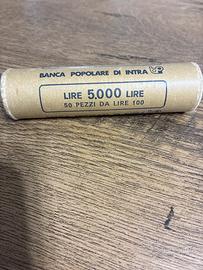 BANCA POPOLARE DI INTRA
LIRE 5.000 LIRE
50 PEZZI DA LIRE 100